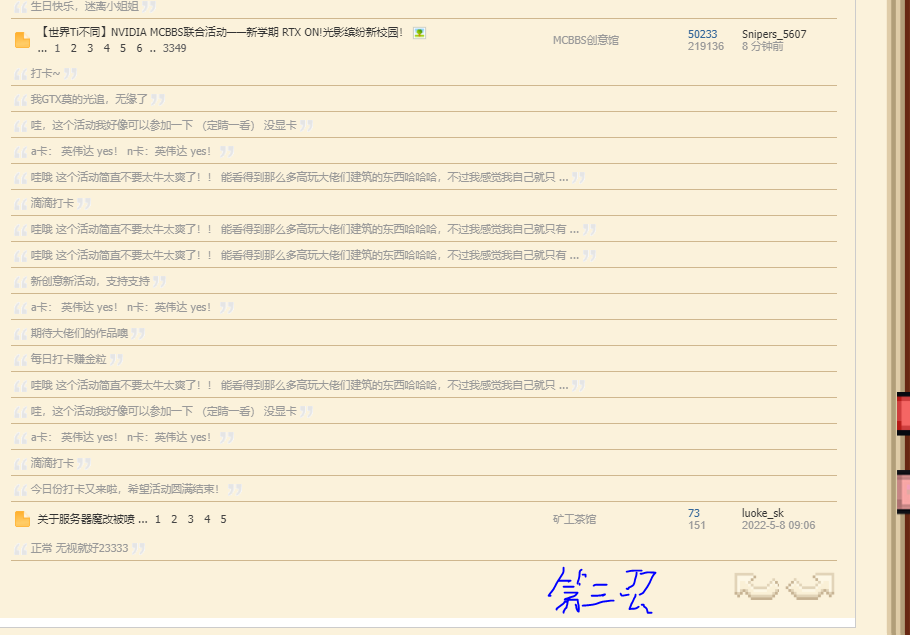 生日快乐，迷离小姐姐
【世界Ti不同】NVIDIA MCBBS联合活动——新学期 RTX ON!光影缤纷新校园！
... 1 2 3 4 5 6 .. 3349
MCBBS创意馆
50233
219136
Snipers_5607
8 分钟前
打卡~
我GTX莫的光追，无缘了
哇，这个活动我好像可以参加一下 （定睛一看） 没显卡
a卡： 英伟达 yes！ n卡：英伟达 yes！
哇哦 这个活动简直不要太牛太爽了！！ 能看得到那么多高玩大佬们建筑的东西哈哈哈，不过我感觉我自己就只 ...
滴滴打卡
哇哦 这个活动简直不要太牛太爽了！！ 能看得到那么多高玩大佬们建筑的东西哈哈哈，不过我感觉我自己就只有 ...
哇哦 这个活动简直不要太牛太爽了！！ 能看得到那么多高玩大佬们建筑的东西哈哈哈，不过我感觉我自己就只有 ...
新创意新活动，支持支持
a卡： 英伟达 yes！ n卡：英伟达 yes！
期待大佬们的作品噢
每日打卡赚金粒
哇哦 这个活动简直不要太牛太爽了！！ 能看得到那么多高玩大佬们建筑的东西哈哈哈，不过我感觉我自己就只 ...
哇，这个活动我好像可以参加一下 （定睛一看） 没显卡
a卡： 英伟达 yes！ n卡：英伟达 yes！
滴滴打卡
今日份打卡又来啦，希望活动圆满结束！
关于服务器魔改被喷 ... 1 2 3 4 5
矿工茶馆
73
151
luoke_sk
2022-5-8 09:06
正常 无视就好23333
第三